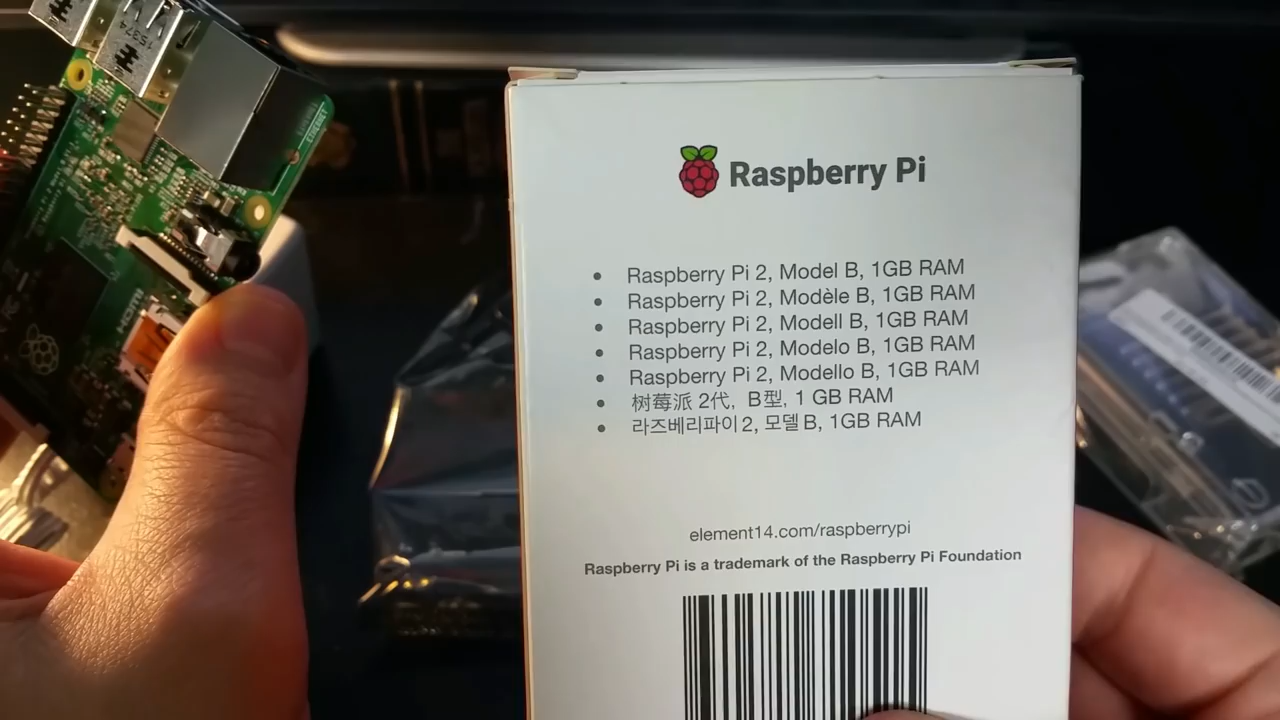 15374
ETHERNET
HDMI
Raspberry Pi
• Raspberry Pi 2, Model B, 1GB RAM
• Raspberry Pi 2, Modèle B, 1GB RAM
• Raspberry Pi 2, Modell B, 1GB RAM
• Raspberry Pi 2, Modelo B, 1GB RAM
• Raspberry Pi 2, Modello B, 1GB RAM
• 树莓派 2代, B型, 1 GB RAM
• 라즈베리파이 2, 모델 B, 1GB RAM
element14.com/raspberrypi
Raspberry Pi is a trademark of the Raspberry Pi Foundation